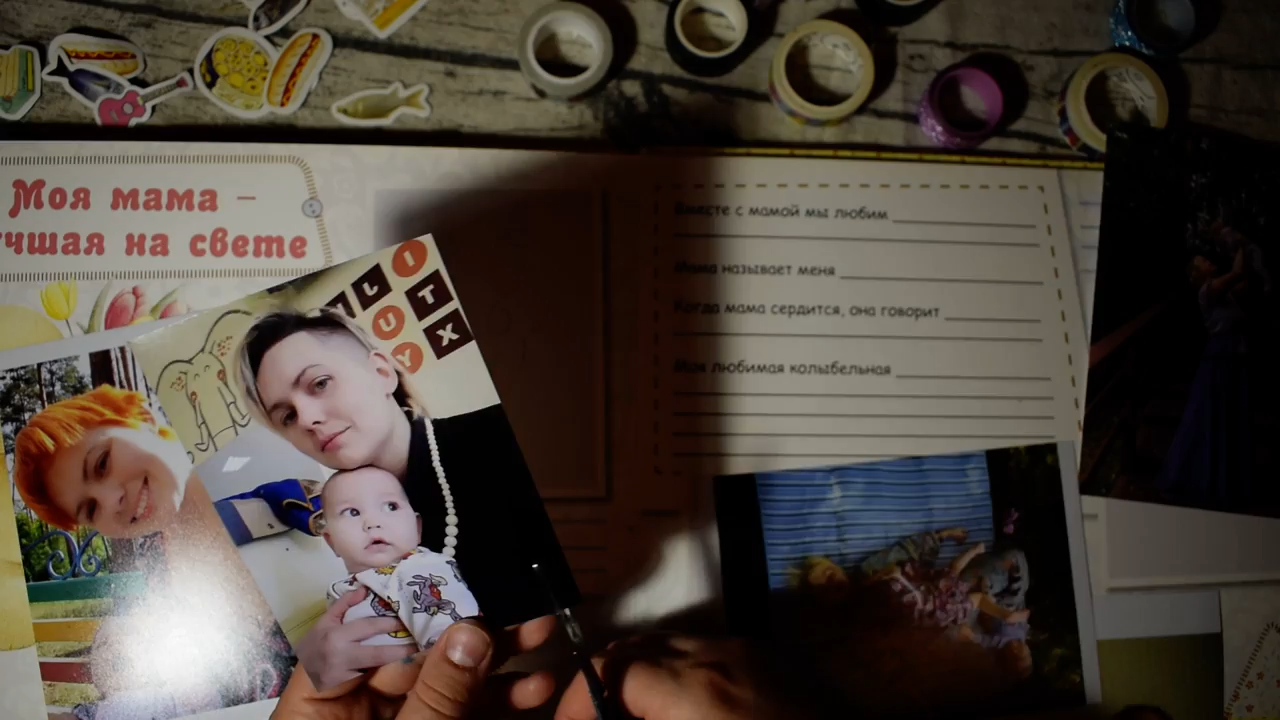 Моя мама –
учшая на свете
Вместе с мамой мы любим
Мама называет меня
Когда мама сердится, она говорит
Моя любимая колыбельная
L I
U T
Y X